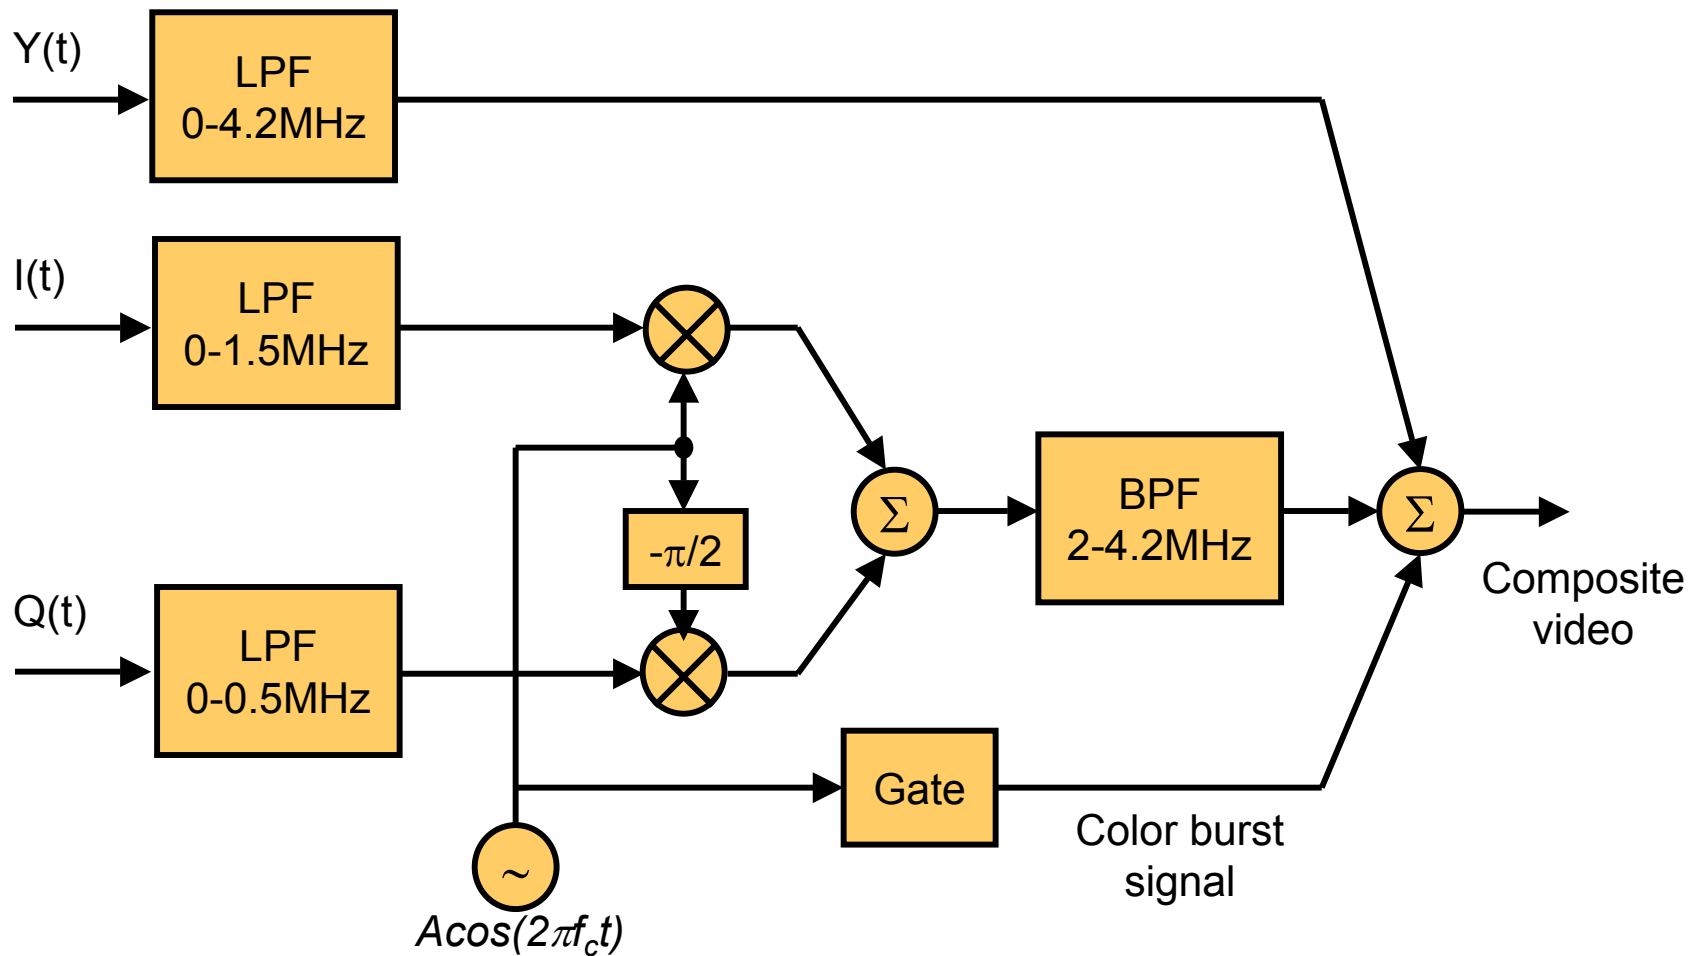 Y(t)
LPF
0-4.2MHz
I(t)
LPF
0-1.5MHz
-π/2
Σ
BPF
2-4.2MHz
Σ
Composite
video
Q(t)
LPF
0-0.5MHz
Gate
Color burst
signal
~
Acos(2πf_ct)